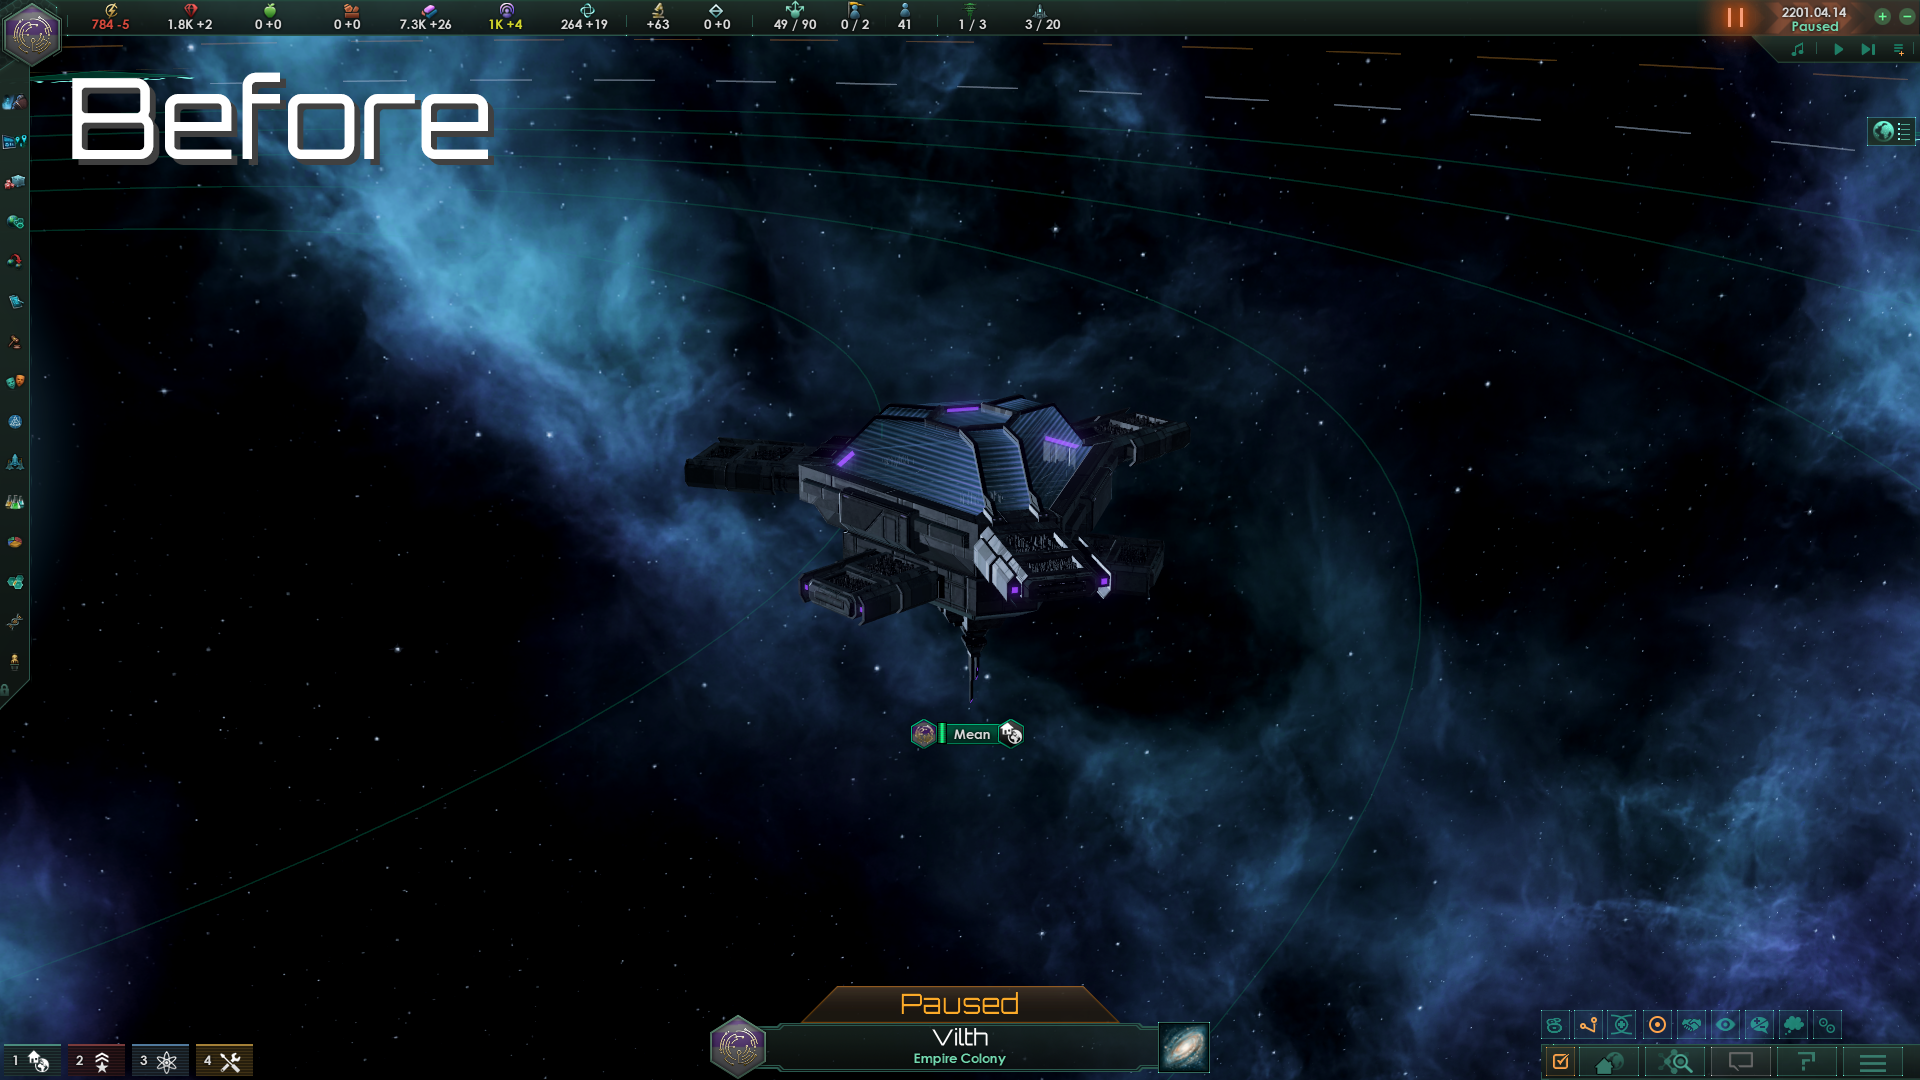 784 -5 1.8K +2 0 +0 0 +0 7.3K +26 1K +4 264 +19 +63 0 +0 49 / 90 0 / 2 41 1 / 3 3 / 20 2201.04.14
Paused
Before
Mean
Paused
Vilth
Empire Colony
1 2 3 4